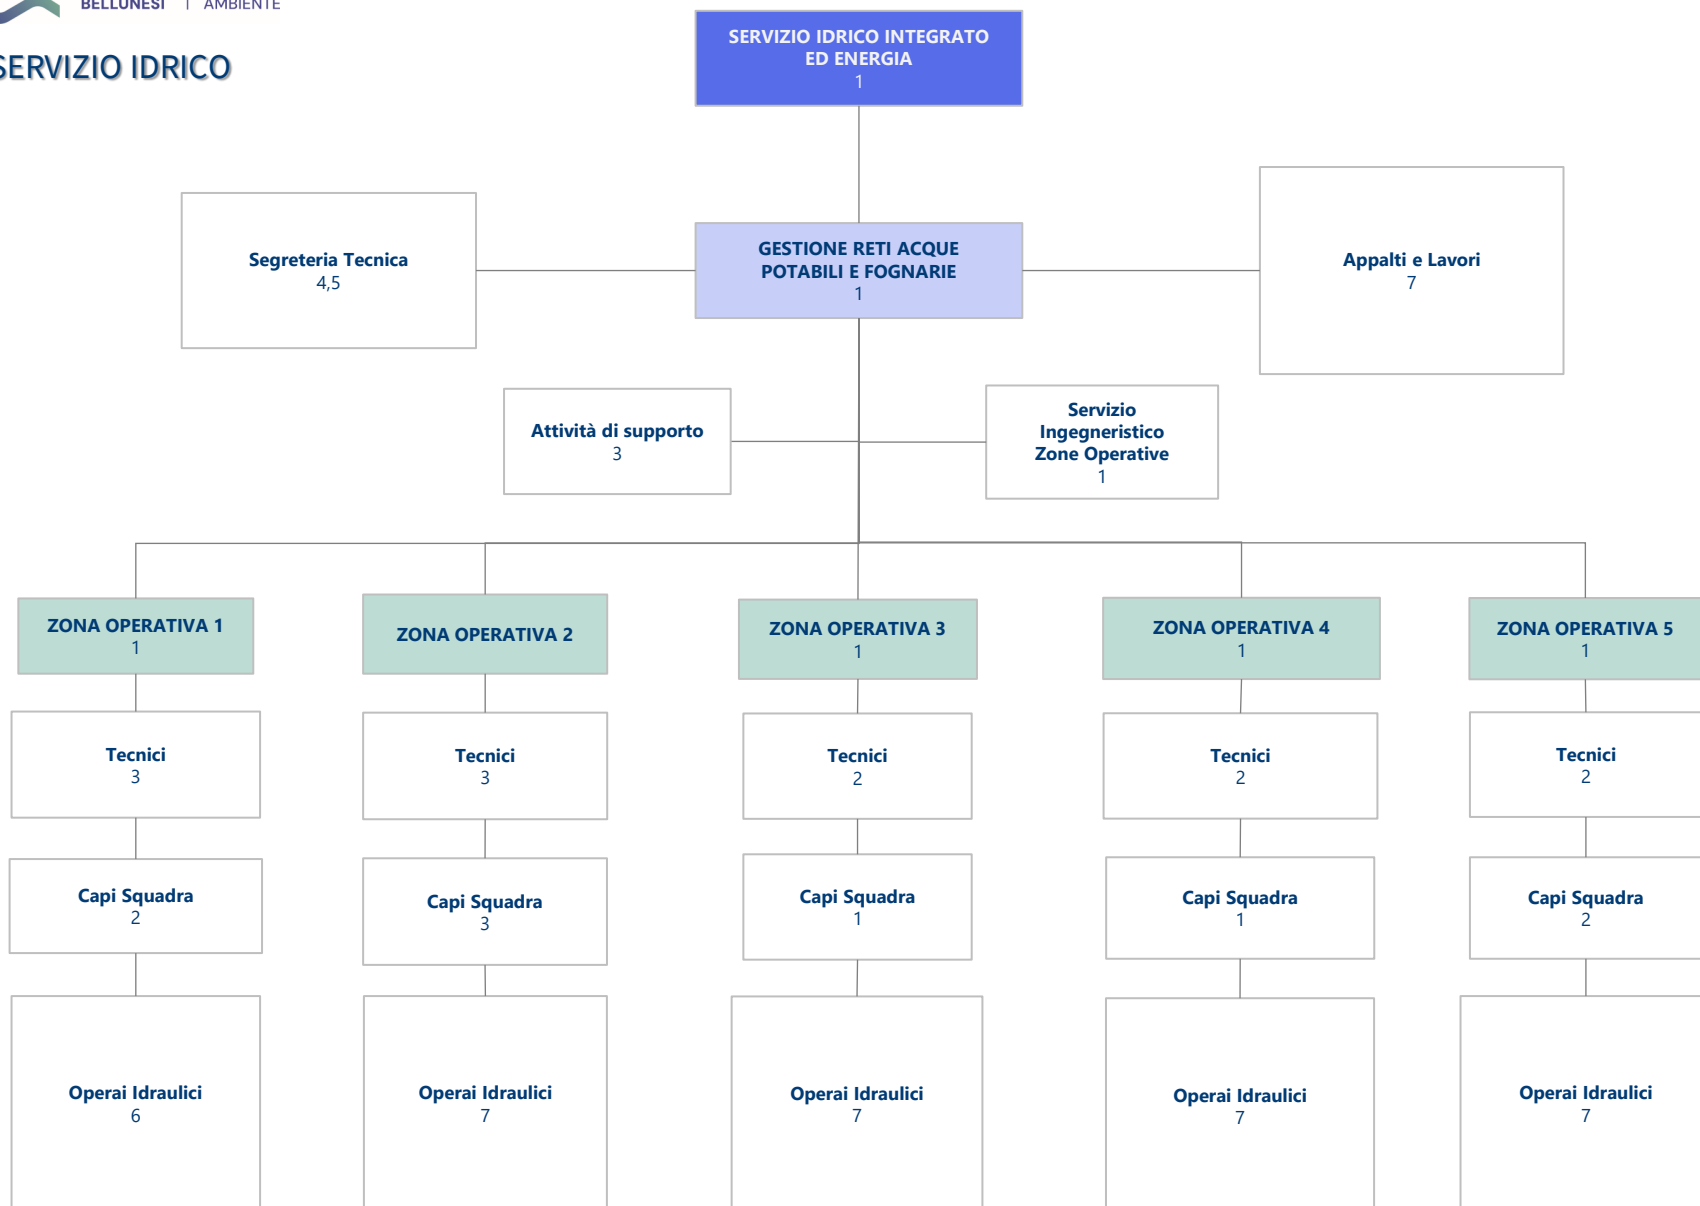 BELLUNESI | AMBIENTE
SERVIZIO IDRICO
SERVIZIO IDRICO INTEGRATO
ED ENERGIA
1
Segreteria Tecnica
4,5
GESTIONE RETI ACQUE
POTABILI E FOGNARIE
1
Appalti e Lavori
7
Attività di supporto
3
Servizio
Ingegneristico
Zone Operative
1
ZONA OPERATIVA 1
1
ZONA OPERATIVA 2
ZONA OPERATIVA 3
1
ZONA OPERATIVA 4
1
ZONA OPERATIVA 5
1
Tecnici
3
Tecnici
3
Tecnici
2
Tecnici
2
Tecnici
2
Capi Squadra
2
Capi Squadra
3
Capi Squadra
1
Capi Squadra
1
Capi Squadra
2
Operai Idraulici
6
Operai Idraulici
7
Operai Idraulici
7
Operai Idraulici
7
Operai Idraulici
7